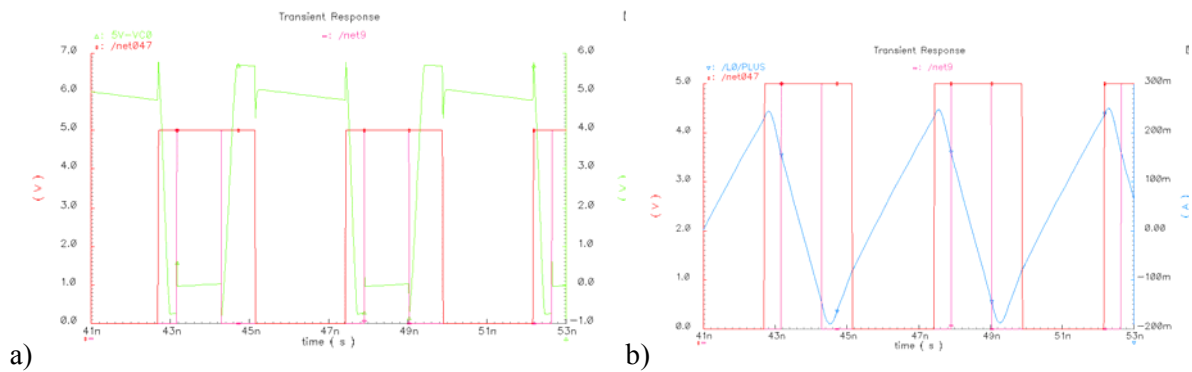 Transient Response
▵: 5V-VC0
▫: /net047
▫: /net9
7.0
6.0
5.0
4.0
3.0
2.0
1.0
0.0
(V)
6.0
5.0
4.0
3.0
2.0
1.0
0.0
-1.0
(V)
41n 43n 45n 47n 49n 51n 53n
time (s)
a)
Transient Response
▿: /L0/PLUS
▫: /net047
▫: /net9
5.0
4.0
3.0
2.0
1.0
0.0
(V)
300m
200m
100m
0.00
-100m
-200m
(A)
41n 43n 45n 47n 49n 51n 53n
time (s)
b)